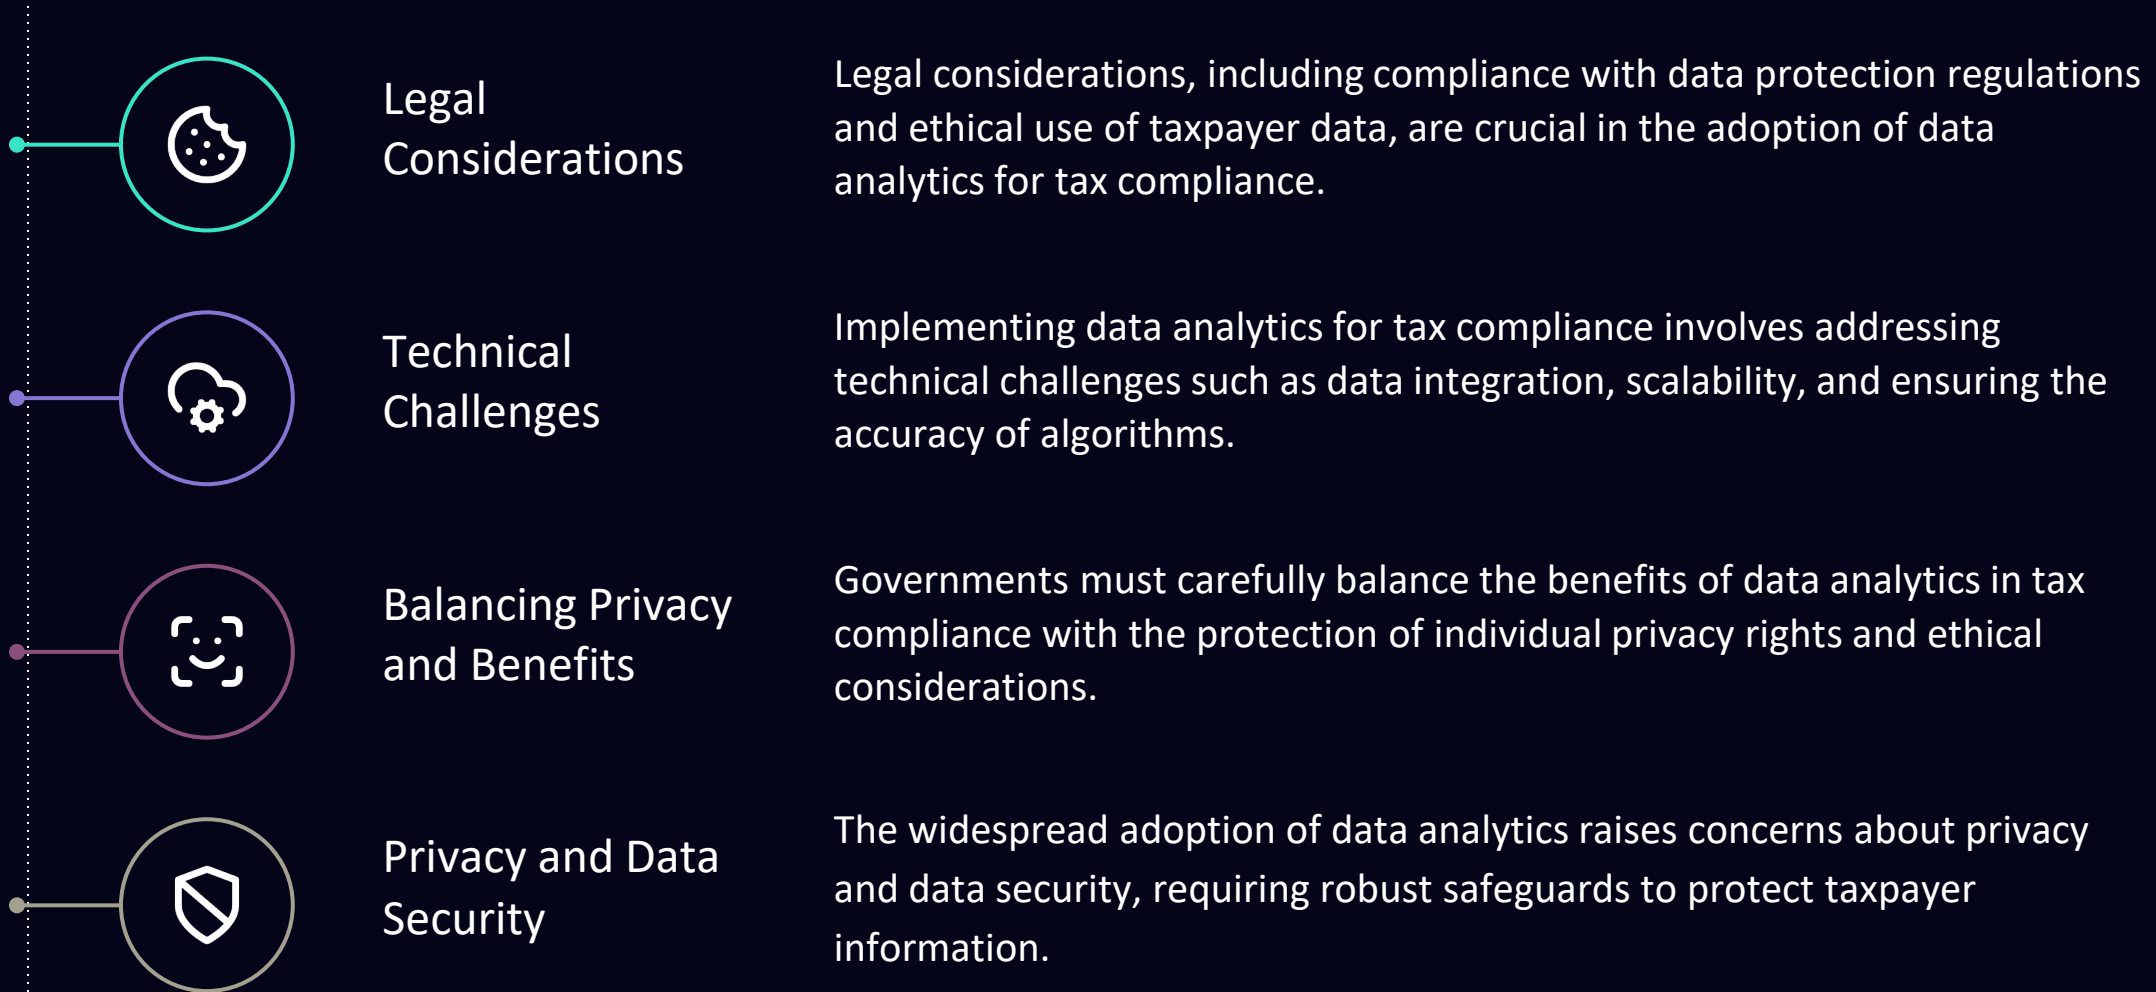 Legal
Considerations
Legal considerations, including compliance with data protection regulations
and ethical use of taxpayer data, are crucial in the adoption of data
analytics for tax compliance.
Technical
Challenges
Implementing data analytics for tax compliance involves addressing
technical challenges such as data integration, scalability, and ensuring the
accuracy of algorithms.
Balancing Privacy
and Benefits
Governments must carefully balance the benefits of data analytics in tax
compliance with the protection of individual privacy rights and ethical
considerations.
Privacy and Data
Security
The widespread adoption of data analytics raises concerns about privacy
and data security, requiring robust safeguards to protect taxpayer
information.